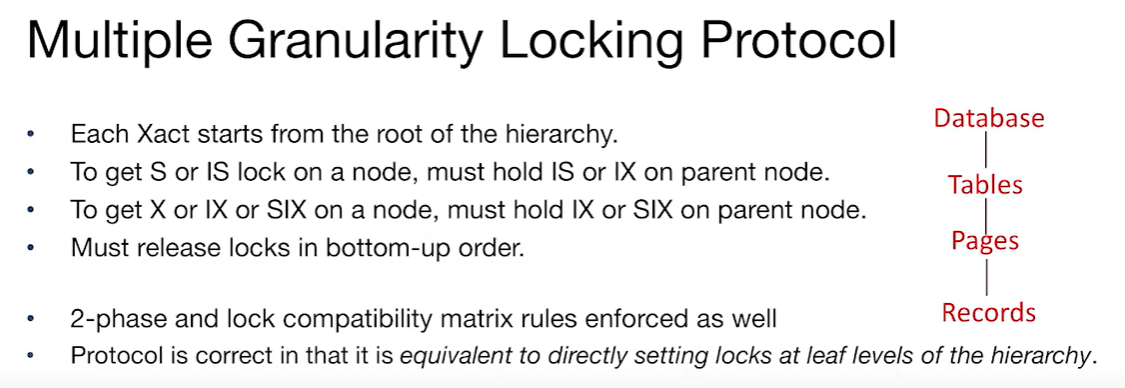 Multiple Granularity Locking Protocol
• Each Xact starts from the root of the hierarchy.
• To get S or IS lock on a node, must hold IS or IX on parent node.
• To get X or IX or SIX on a node, must hold IX or SIX on parent node.
• Must release locks in bottom-up order.
• 2-phase and lock compatibility matrix rules enforced as well
• Protocol is correct in that it is equivalent to directly setting locks at leaf levels of the hierarchy.
Database
Tables
Pages
Records